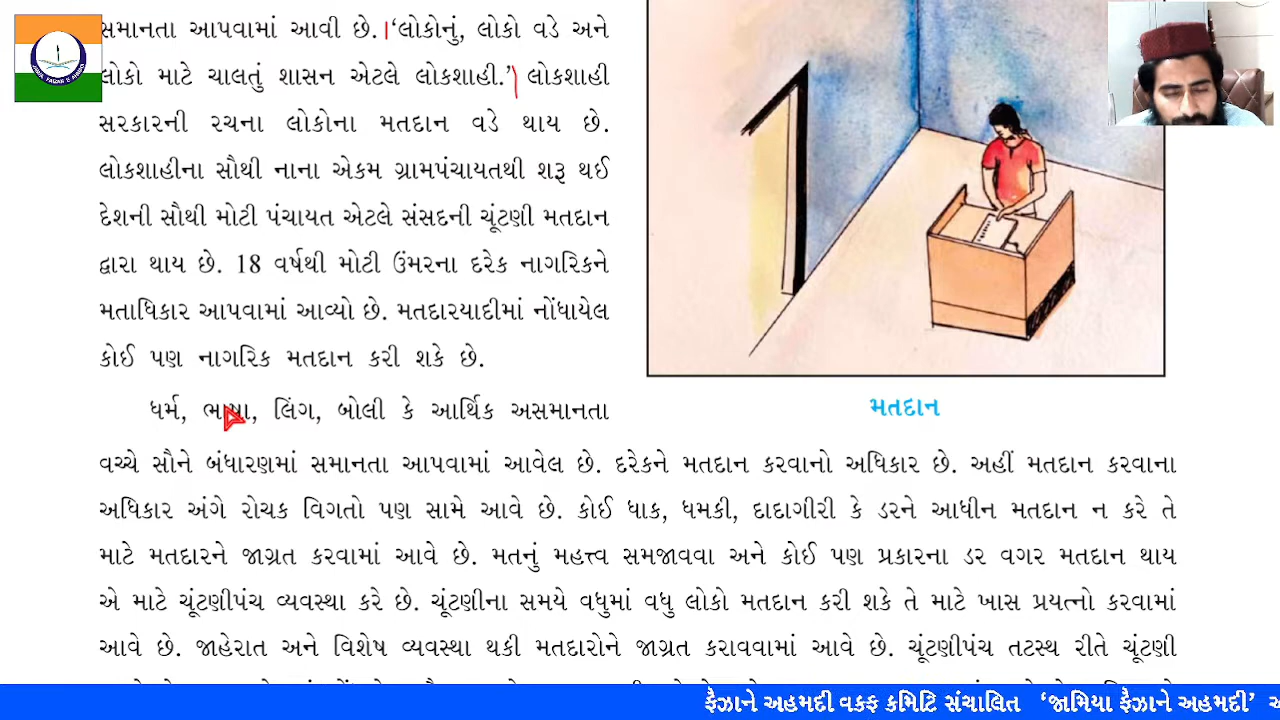 સમાનતા આપવામાં આવી છે. ‘લોકોનું, લોકો વડે અને
લોકો માટે ચાલતું શાસન એટલે લોકશાહી.’ લોકશાહી
સરકારની રચના લોકોના મતદાન વડે થાય છે.
લોકશાહીના સૌથી નાના એકમ ગ્રામપંચાયતથી શરૂ થઈ
દેશની સૌથી મોટી પંચાયત એટલે સંસદની ચૂંટણી મતદાન
દ્વારા થાય છે. 18 વર્ષથી મોટી ઉંમરના દરેક નાગરિકને
મતાધિકાર આપવામાં આવ્યો છે. મતદારયાદીમાં નોંધાયેલ
કોઈ પણ નાગરિક મતદાન કરી શકે છે.
ધર્મ, ભાષા, લિંગ, બોલી કે આર્થિક અસમાનતા
મતદાન
વચ્ચે સૌને બંધારણમાં સમાનતા આપવામાં આવેલ છે. દરેકને મતદાન કરવાનો અધિકાર છે. અહીં મતદાન કરવાના
અધિકાર અંગે રોચક વિગતો પણ સામે આવે છે. કોઈ ધાક, ધમકી, દાદાગીરી કે ડરને આધીન મતદાન ન કરે તે
માટે મતદારને જાગ્રત કરવામાં આવે છે. મતનું મહત્ત્વ સમજાવવા અને કોઈ પણ પ્રકારના ડર વગર મતદાન થાય
એ માટે ચૂંટણીપંચ વ્યવસ્થા કરે છે. ચૂંટણીના સમયે વધુમાં વધુ લોકો મતદાન કરી શકે તે માટે ખાસ પ્રયત્નો કરવામાં
આવે છે. જાહેરાત અને વિશેષ વ્યવસ્થા થકી મતદારોને જાગ્રત કરાવવામાં આવે છે. ચૂંટણીપંચ તટસ્થ રીતે ચૂંટણી
ફૈઝાને અહમદી વકફ કમિટિ સંચાલિત ‘જામિયા ફૈઝાને અહમદી’